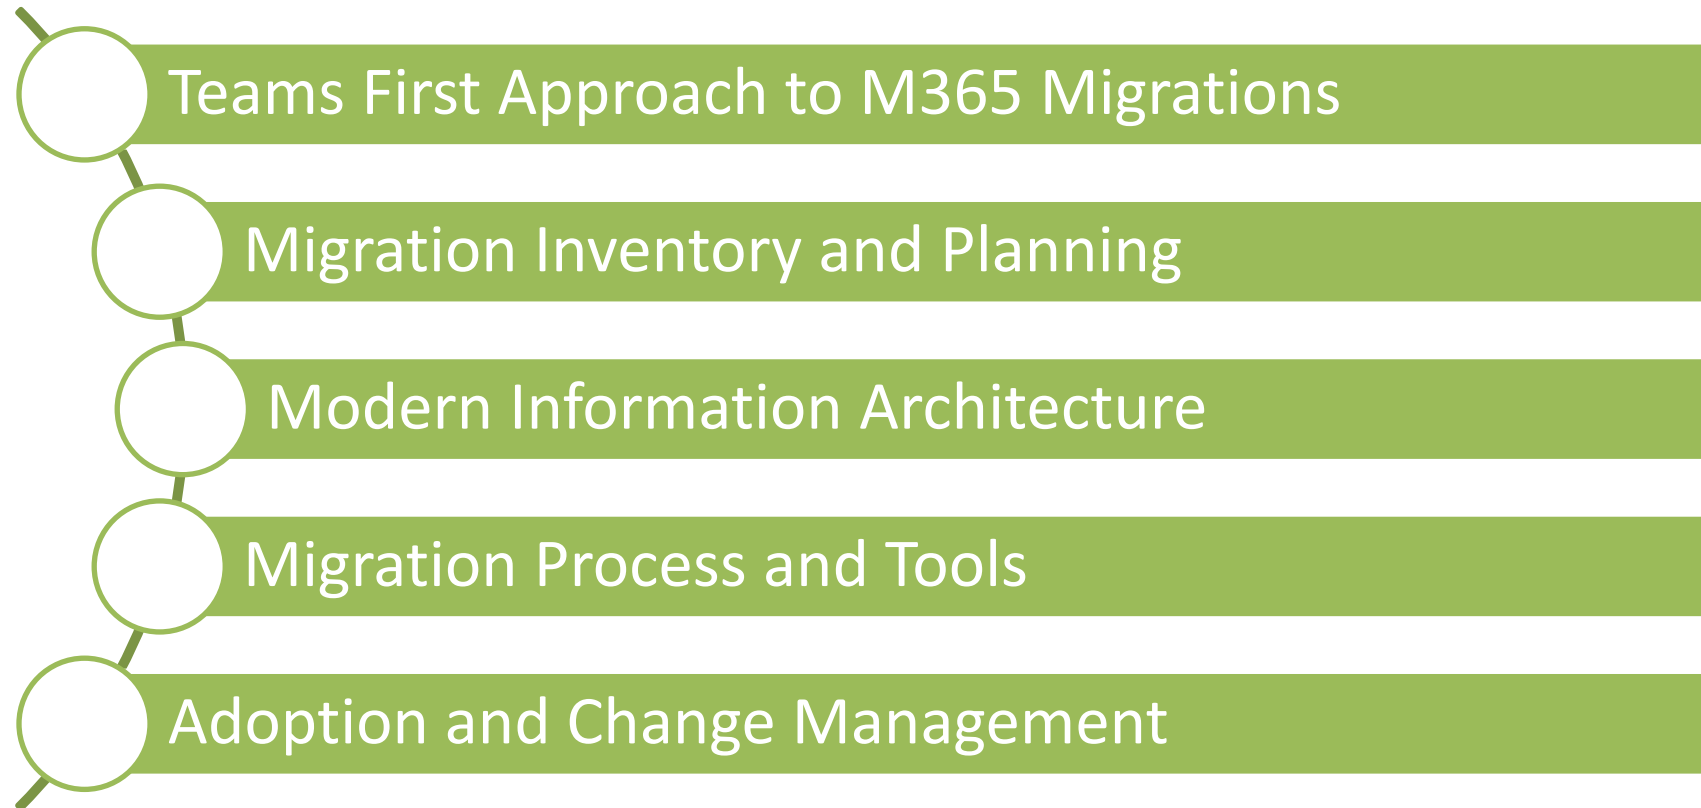 Teams First Approach to M365 Migrations
Migration Inventory and Planning
Modern Information Architecture
Migration Process and Tools
Adoption and Change Management